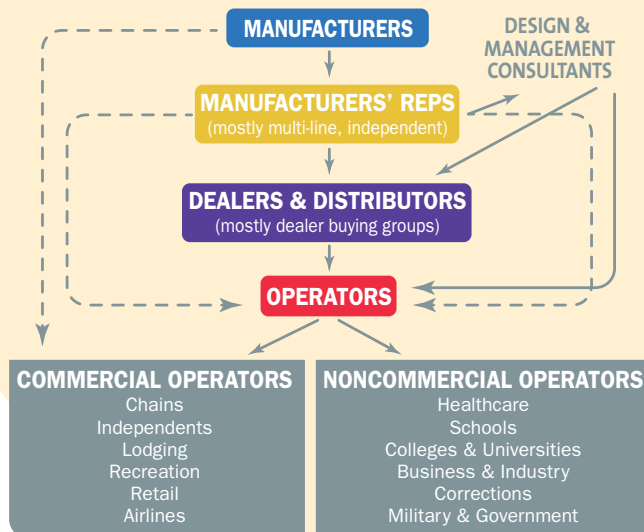 MANUFACTURERS
DESIGN &
MANAGEMENT
CONSULTANTS
MANUFACTURERS’ REPS
(mostly multi-line, independent)
DEALERS & DISTRIBUTORS
(mostly dealer buying groups)
OPERATORS
COMMERCIAL OPERATORS
Chains
Independents
Lodging
Recreation
Retail
Airlines
NONCOMMERCIAL OPERATORS
Healthcare
Schools
Colleges & Universities
Business & Industry
Corrections
Military & Government